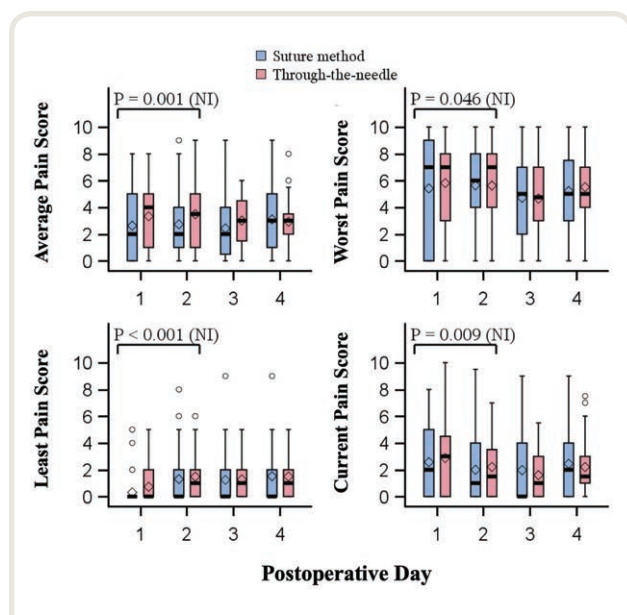 Suture method
Through-the-needle
P = 0.001 (NI)
Average Pain Score
10
8
6
4
2
0
1 2 3 4
P = 0.046 (NI)
Worst Pain Score
10
8
6
4
2
0
1 2 3 4
P < 0.001 (NI)
Least Pain Score
10
8
6
4
2
0
1 2 3 4
P = 0.009 (NI)
Current Pain Score
10
8
6
4
2
0
1 2 3 4
Postoperative Day